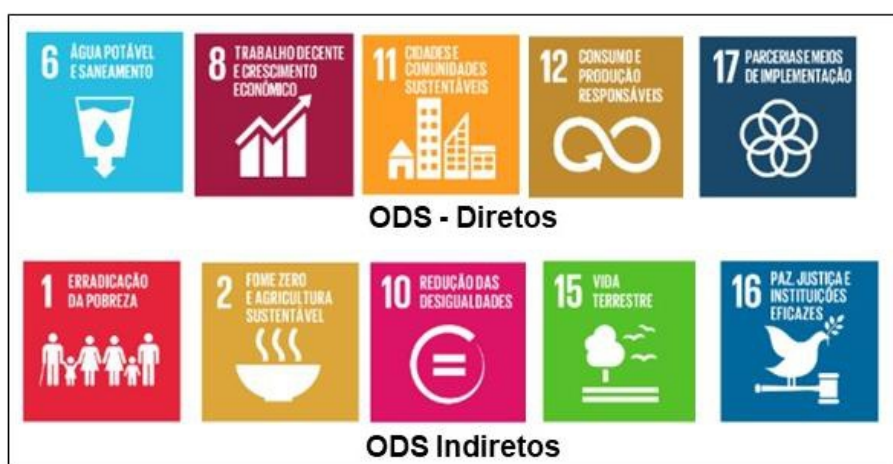 6 ÁGUA POTÁVEL
E SANEAMENTO
8 TRABALHO DECENTE
E CRESCIMENTO
ECONÔMICO
11 CIDADES E
COMUNIDADES
SUSTENTÁVEIS
12 CONSUMO E
PRODUÇÃO
RESPONSÁVEIS
17 PARCERIAS E MEIOS
DE IMPLEMENTAÇÃO
ODS - Diretos
1 ERRADICAÇÃO
DA POBREZA
2 FOME ZERO
E AGRICULTURA
SUSTENTÁVEL
10 REDUÇÃO DAS
DESIGUALDADES
15 VIDA
TERRESTRE
16 PAZ, JUSTIÇA E
INSTITUIÇÕES
EFICAZES
ODS Indiretos